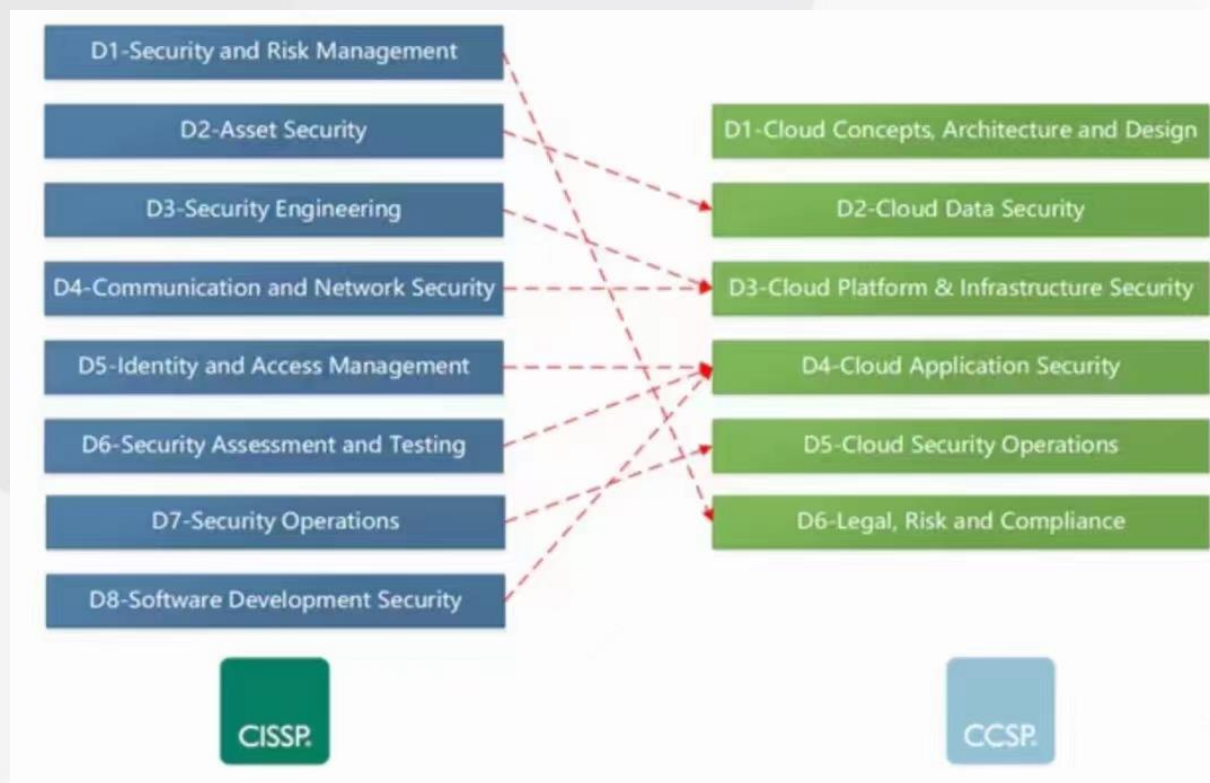 D1-Security and Risk Management
D2-Asset Security
D3-Security Engineering
D4-Communication and Network Security
D5-Identity and Access Management
D6-Security Assessment and Testing
D7-Security Operations
D8-Software Development Security
CISSP®
D1-Cloud Concepts, Architecture and Design
D2-Cloud Data Security
D3-Cloud Platform & Infrastructure Security
D4-Cloud Application Security
D5-Cloud Security Operations
D6-Legal, Risk and Compliance
CCSP®